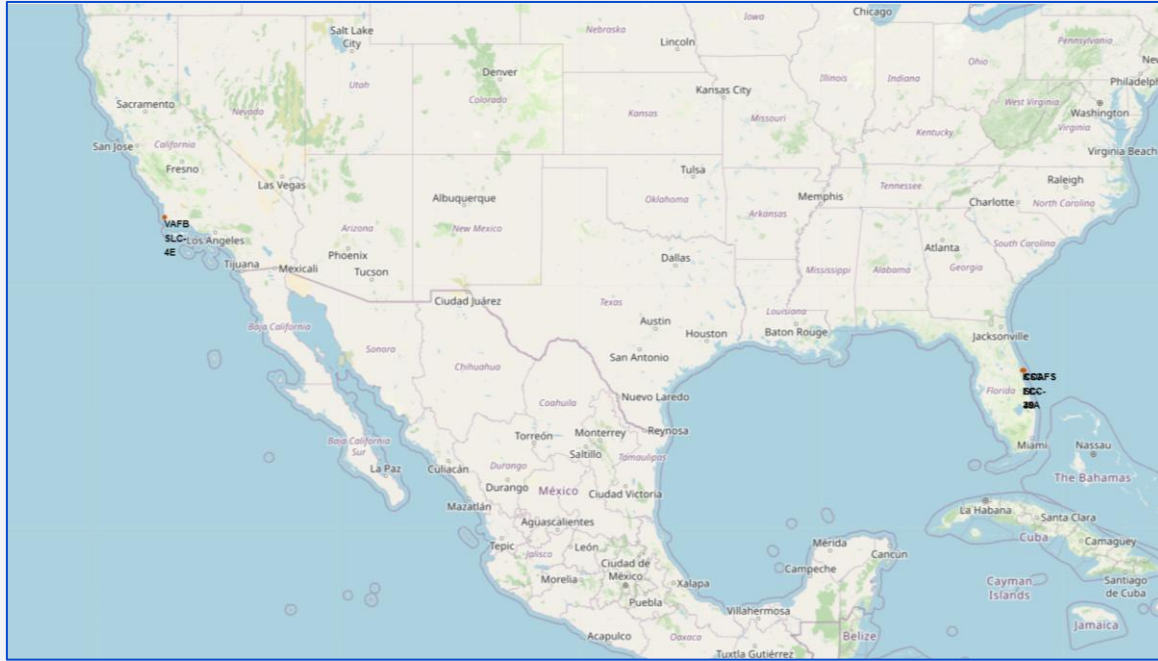 Chicago
Iowa
Salt Lake
City
Nebraska
Lincoln
Pennsylvania
Ohio
Denver
Utah
Illinois
Indiana
Philadelph
Kansas City
Sacramento
Colorado
West Virginia
Washington
Nevada
Kansas
Missouri
Virginia
Kentucky
San Jose
California
Virginia Beach
Fresno
Tulsa
Las Vegas
Raleigh
Tennessee
Albuquerque
Oklahoma
Memphis
Charlotte
North Carolina
Arkansas
VAFB
SLC-
4E
Los Angeles
Arizona
New Mexico
Atlanta
South Carolina
Phoenix
Dallas
Tijuana
Mexicali
Tucson
Mississippi
Alabama
Georgia
Ciudad Juárez
Texas
Louisiana
Austin
Baja California
Houston
Baton Rouge
Jacksonville
Sonora
San Antonio
Chihuahua
Florida
Nuevo Laredo
Coahuila
Reynosa
Torreón
Monterrey
Baja California
Sur
Saltillo
Tamaulipas
Miami
Nassau
La Paz
Culiacán
Durango
The Bahamas
Durango
México
Ciudad Victoria
Mazatlán
La Habana
Santa Clara
Aguascalientes
Cuba
Camaguey
Tepic
Jalisco
León
Mérida
Cancun
Ciudad de
México
Campeche
Morelia
Xalapa
Cayman
Islands
Santiago
de Cuba
Puebla
Villahermosa
Jamaica
Acapulco
Oaxaca
Belize
Tuxtla Gutiérrez